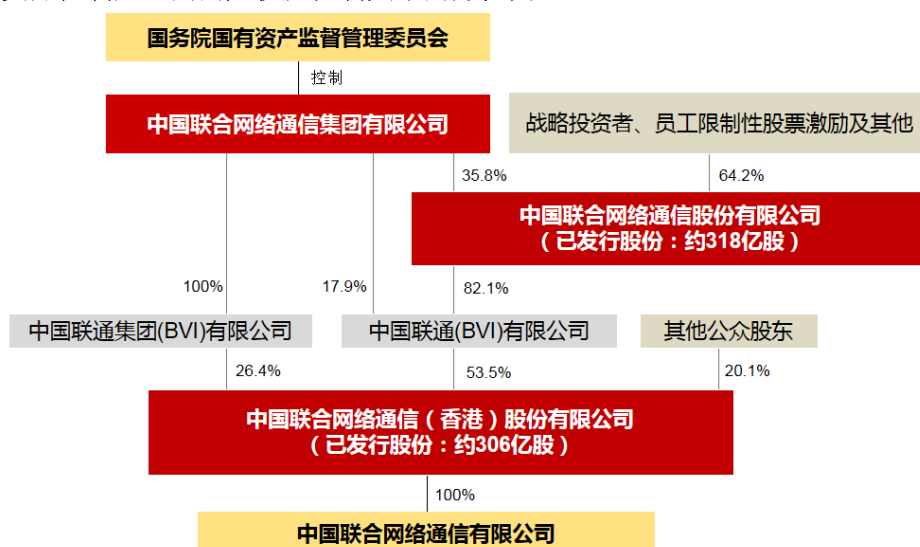 国务院国有资产监督管理委员会
控制
中国联合网络通信集团有限公司
战略投资者、员工限制性股票激励及其他
35.8%
64.2%
中国联合网络通信股份有限公司
（已发行股份：约318亿股）
100%
17.9%
82.1%
中国联通集团(BVI)有限公司
中国联通(BVI)有限公司
其他公众股东
26.4%
53.5%
20.1%
中国联合网络通信（香港）股份有限公司
（已发行股份：约306亿股）
100%
中国联合网络通信有限公司